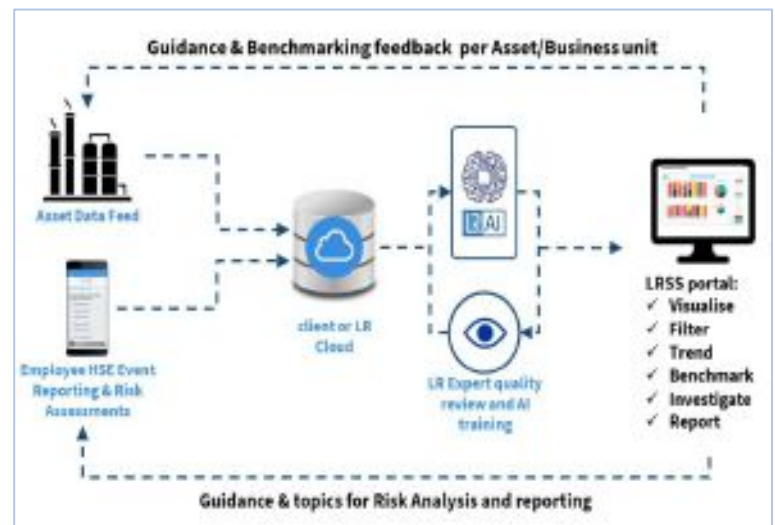 Guidance & Benchmarking feedback per Asset/Business unit
Asset Data Feed
AI
client or LR
Cloud
Employee HSE Event
Reporting & Risk
Assessments
LR Expert quality
review and AI
training
LRSS portal:
✓ Visualise
✓ Filter
✓ Trend
✓ Benchmark
✓ Investigate
✓ Report
Guidance & topics for Risk Analysis and reporting